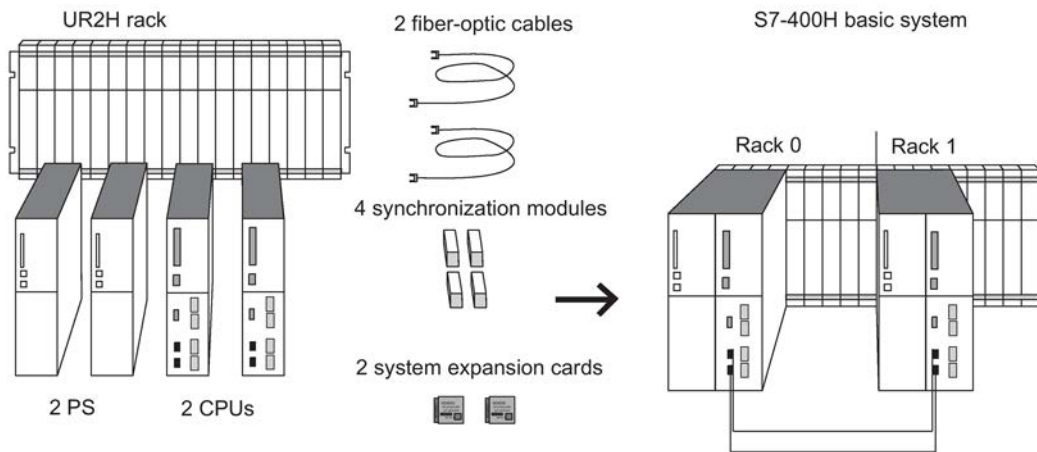 UR2H rack
2 fiber-optic cables
S7-400H basic system
Rack 0
Rack 1
4 synchronization modules
2 system expansion cards
2 PS
2 CPUs